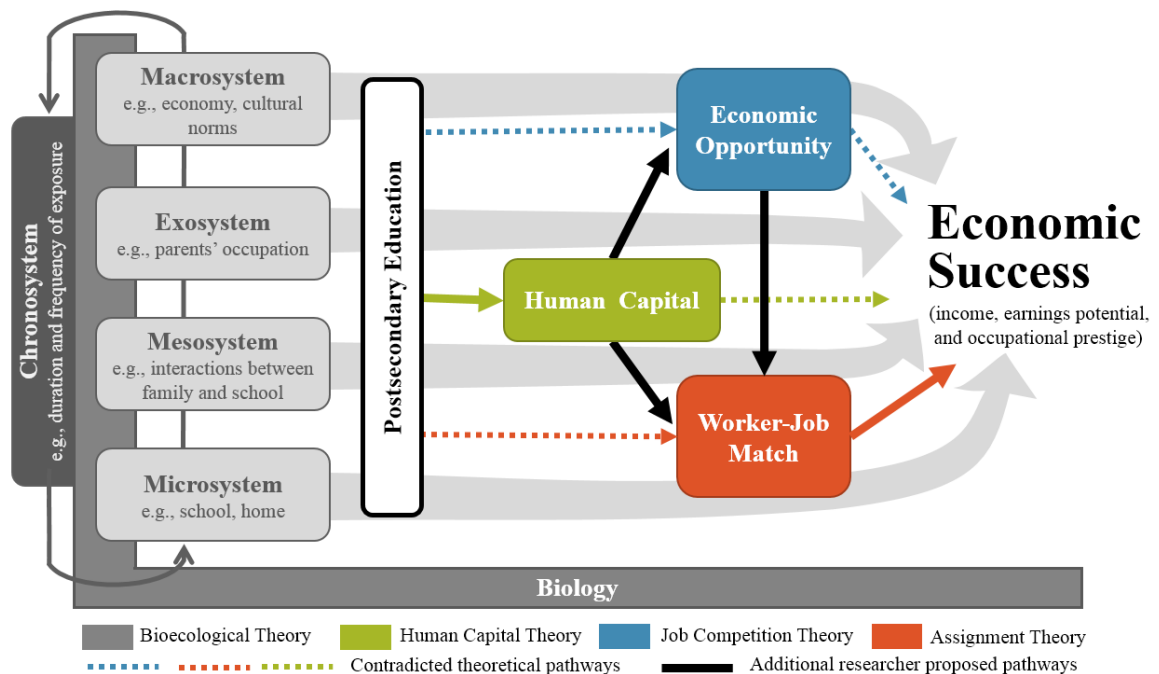 Macrosystem
e.g., economy, cultural
norms
Exosystem
e.g., parents' occupation
Mesosystem
e.g., interactions between
family and school
Microsystem
e.g., school, home
Chronosystem
e.g., duration and frequency of exposure
Postsecondary Education
Economic
Opportunity
Human Capital
Worker-Job
Match
Economic
Success
(income, earnings potential,
and occupational prestige)
Biology
Bioecological Theory
Human Capital Theory
Job Competition Theory
Assignment Theory
Contradicted theoretical pathways
Additional researcher proposed pathways